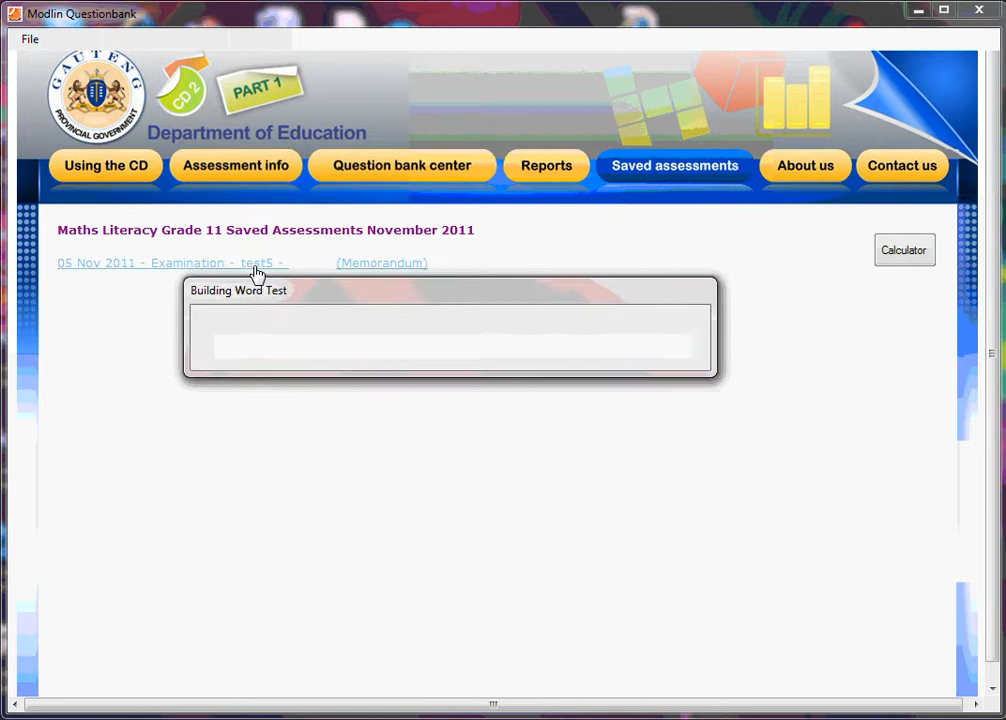 Modlin Questionbank
File
GAUTENG
PROVINCIAL GOVERNMENT
CD 2
PART 1
Department of Education
Using the CD
Assessment info
Question bank center
Reports
Saved assessments
About us
Contact us
Maths Literacy Grade 11 Saved Assessments November 2011
Calculator
05 Nov 2011 - Examination - test5 - (Memorandum)
Building Word Test